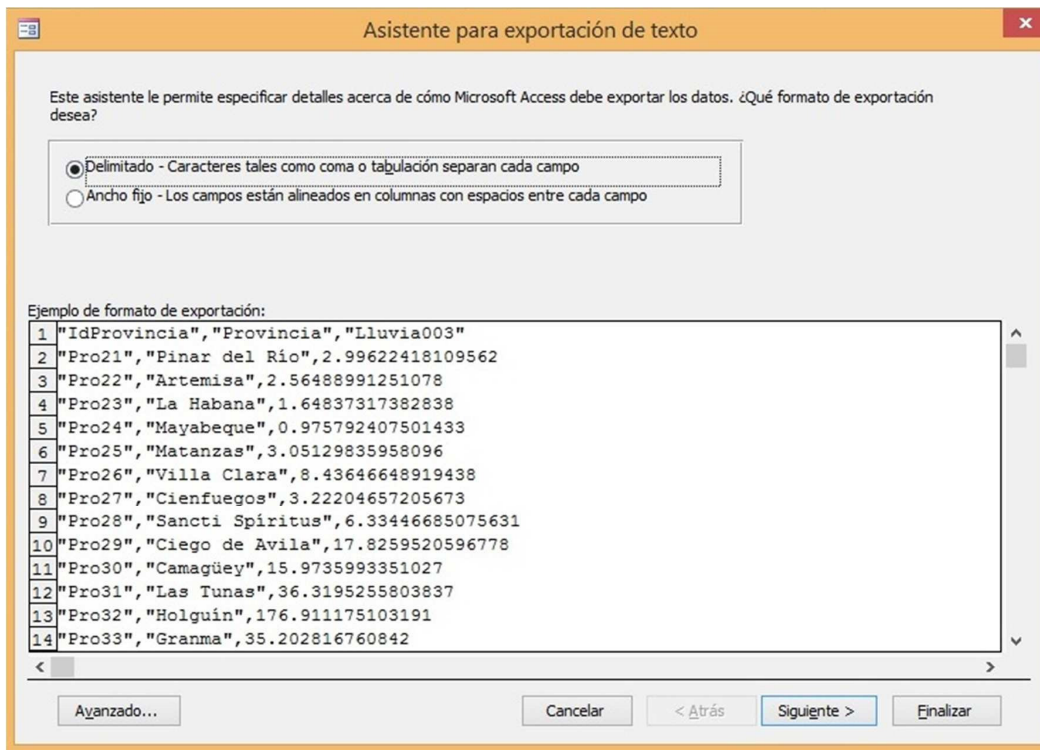 Asistente para exportación de texto
Este asistente le permite especificar detalles acerca de cómo Microsoft Access debe exportar los datos. ¿Qué formato de exportación
desea?
Delimitado - Caracteres tales como coma o tabulación separan cada campo
Ancho fijo - Los campos están alineados en columnas con espacios entre cada campo
Ejemplo de formato de exportación:
1 "IdProvincia","Provincia","Lluvia003"
2 "Pro21","Pinar del Río",2.99622418109562
3 "Pro22","Artemisa",2.56488991251078
4 "Pro23","La Habana",1.64837317382838
5 "Pro24","Mayabeque",0.975792407501433
6 "Pro25","Matanzas",3.05129835958096
7 "Pro26","Villa Clara",8.43646648919438
8 "Pro27","Cienfuegos",3.22204657205673
9 "Pro28","Sancti Spíritus",6.33446685075631
10 "Pro29","Ciego de Avila",17.8259520596778
11 "Pro30","Camagüey",15.9735993351027
12 "Pro31","Las Tunas",36.3195255803837
13 "Pro32","Holguín",176.911175103191
14 "Pro33","Granma",35.202816760842
Avanzado... Cancelar < Atrás Siguiente > Finalizar